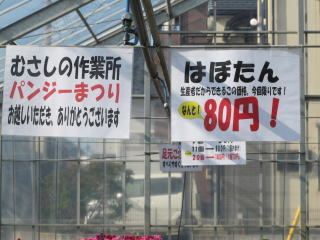 むさしの作業所
パンジーまつり
お越しいただき、ありがとうございます
はぼたん
生産者だからできるこの価格、今回限りです!
なんと!
80円!